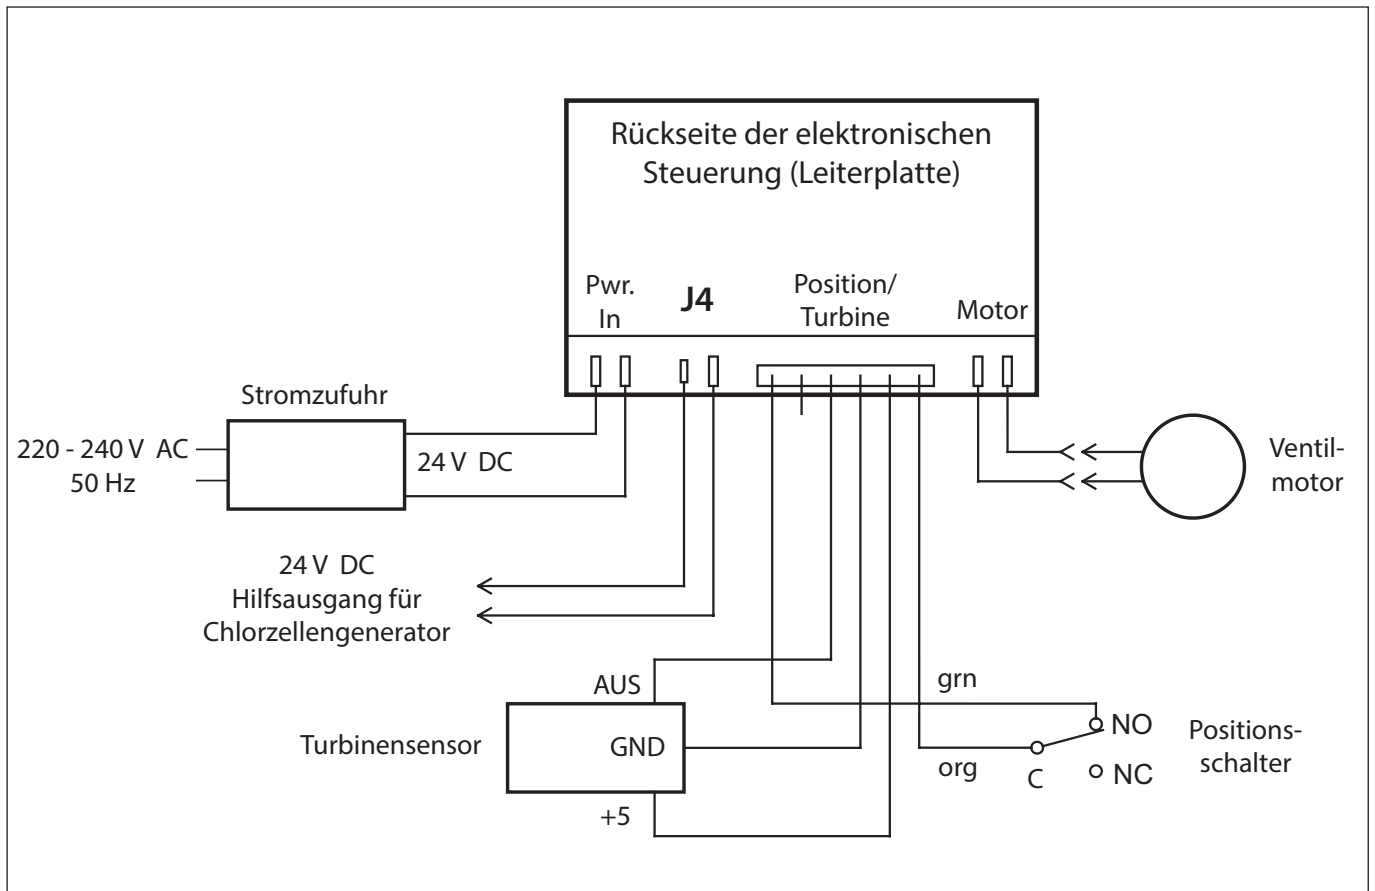 Rückseite der elektronischen
Steuerung (Leiterplatte)
Pwr.
In
J4
Position/
Turbine
Motor
Stromzufuhr
220 - 240 V AC
50 Hz
24 V DC
Ventil-
motor
24 V DC
Hilfsausgang für
Chlorzellengenerator
AUS
Turbinensensor
GND
+5
grn
org
NO
C
NC
Positions-
schalter